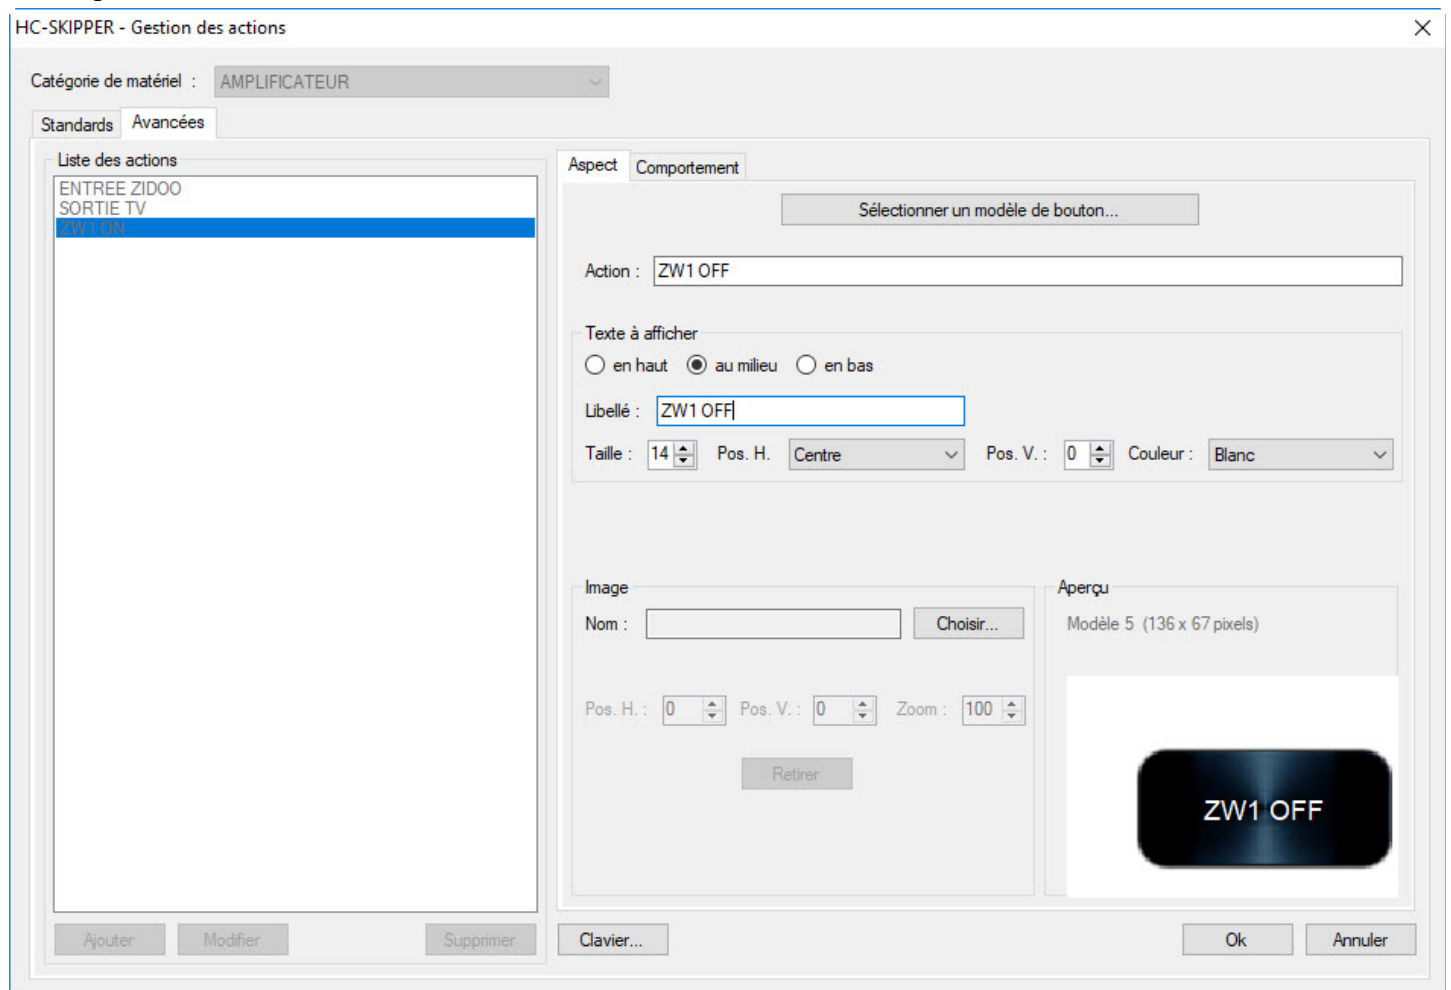 HC-SKIPPER - Gestion des actions
Catégorie de matériel : AMPLIFICATEUR
Standards Avancées
Liste des actions
ENTREE ZIDOO
SORTIE TV
ZW1 ON
Ajouter Modifier Supprimer
Aspect Comportement
Sélectionner un modèle de bouton...
Action : ZW1 OFF
Texte à afficher
en haut au milieu en bas
Libellé : ZW1 OFF
Taille : 14 Pos. H. Centre Pos. V. : 0 Couleur : Blanc
Image
Nom : Choisir...
Pos. H. : 0 Pos. V. : 0 Zoom : 100
Retirer
Aperçu
Modèle 5 (136 x 67 pixels)
ZW1 OFF
Clavier... Ok Annuler